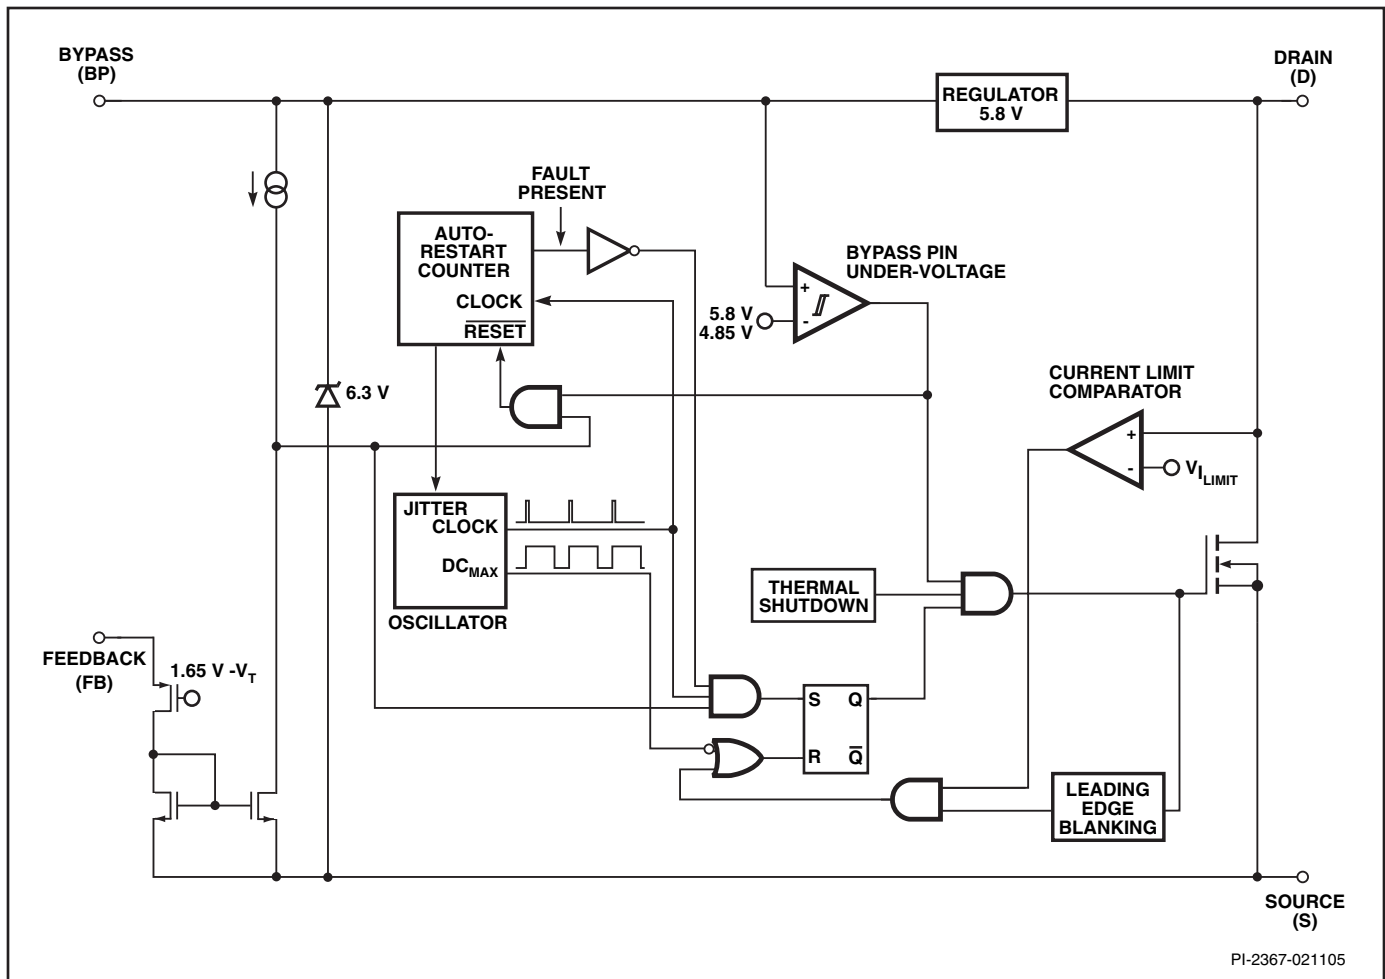 BYPASS
(BP)
DRAIN
(D)
REGULATOR
5.8 V
FAULT
PRESENT
AUTO-
RESTART
COUNTER
CLOCK
RESET
BYPASS PIN
UNDER-VOLTAGE
+
-
5.8 V
4.85 V
6.3 V
CURRENT LIMIT
COMPARATOR
+
-
VI LIMIT
JITTER
CLOCK
DCMAX
OSCILLATOR
THERMAL
SHUTDOWN
FEEDBACK
(FB)
1.65 V -VT
S Q
R Q̅
LEADING
EDGE
BLANKING
SOURCE
(S)
PI-2367-021105